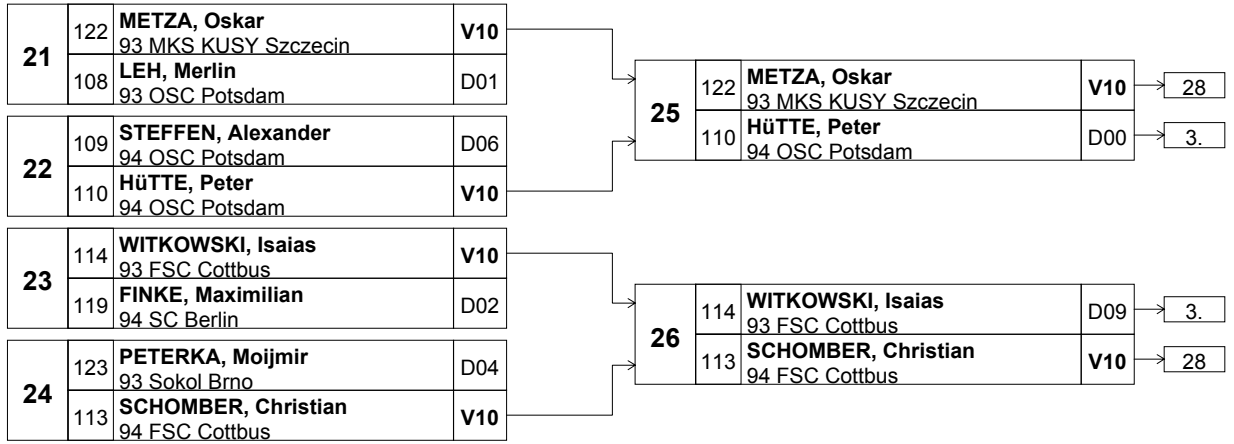 21
122 METZA, Oskar V10
93 MKS KUSY Szczecin
108 LEH, Merlin D01
93 OSC Potsdam
22
109 STEFFEN, Alexander D06
94 OSC Potsdam
110 HüTTE, Peter V10
94 OSC Potsdam
23
114 WITKOWSKI, Isaias V10
93 FSC Cottbus
119 FINKE, Maximilian D02
94 SC Berlin
24
123 PETERKA, Moijmir D04
93 Sokol Brno
113 SCHOMBER, Christian V10
94 FSC Cottbus
25
122 METZA, Oskar V10 28
93 MKS KUSY Szczecin
110 HüTTE, Peter D00 3.
94 OSC Potsdam
26
114 WITKOWSKI, Isaias D09 3.
93 FSC Cottbus
113 SCHOMBER, Christian V10 28
94 FSC Cottbus